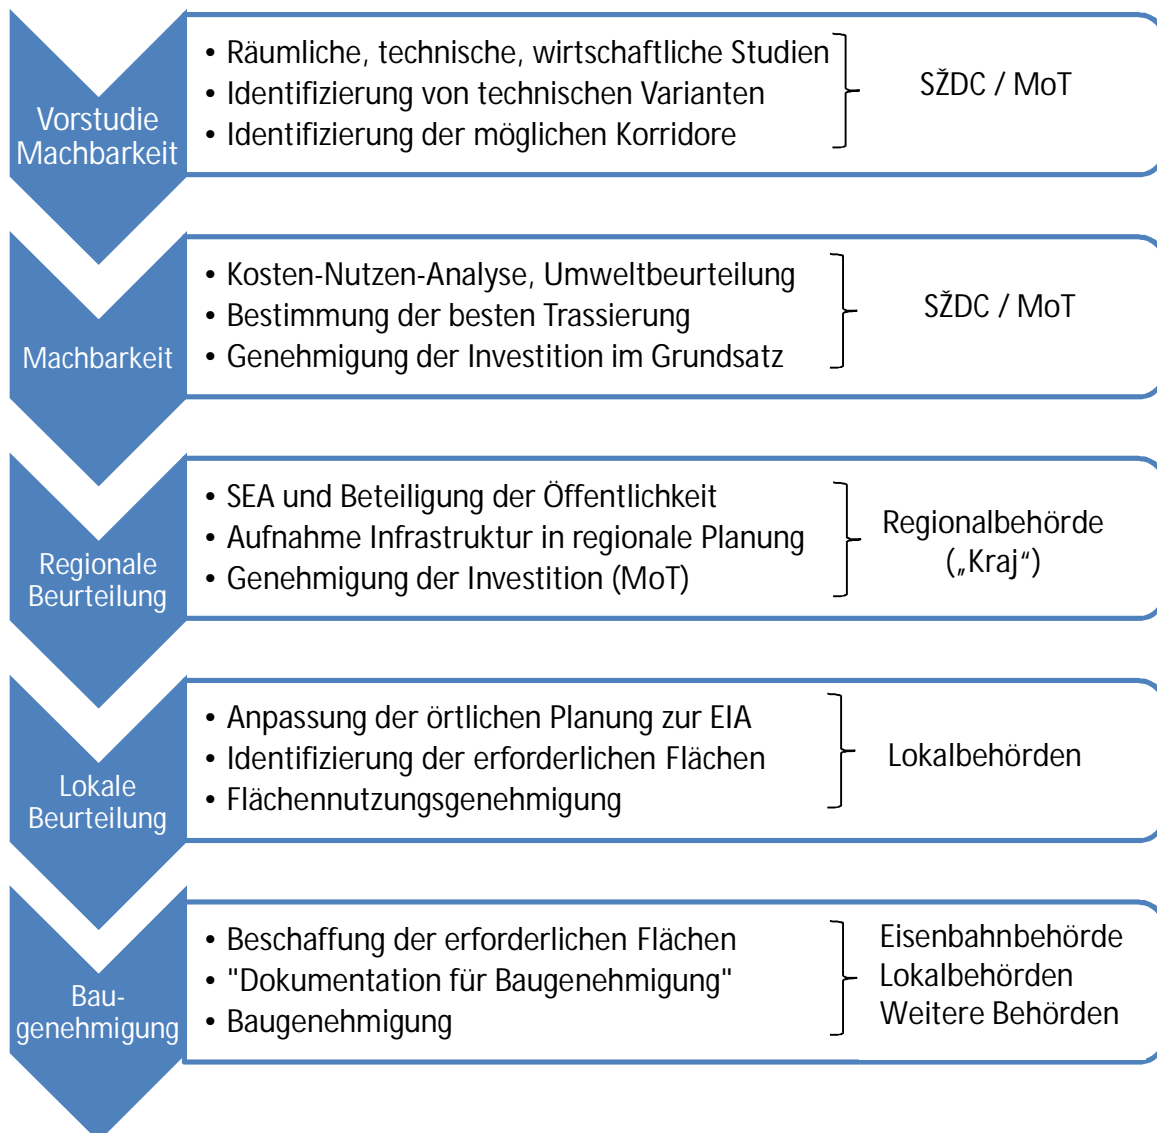 Vorstudie
Machbarkeit
• Räumliche, technische, wirtschaftliche Studien
• Identifizierung von technischen Varianten
• Identifizierung der möglichen Korridore
SŽDC / MoT
Machbarkeit
• Kosten-Nutzen-Analyse, Umweltbeurteilung
• Bestimmung der besten Trassierung
• Genehmigung der Investition im Grundsatz
SŽDC / MoT
Regionale
Beurteilung
• SEA und Beteiligung der Öffentlichkeit
• Aufnahme Infrastruktur in regionale Planung
• Genehmigung der Investition (MoT)
Regionalbehörde
(„Kraj“)
Lokale
Beurteilung
• Anpassung der örtlichen Planung zur EIA
• Identifizierung der erforderlichen Flächen
• Flächennutzungsgenehmigung
Lokalbehörden
Bau-
genehmigung
• Beschaffung der erforderlichen Flächen
• "Dokumentation für Baugenehmigung"
• Baugenehmigung
Eisenbahnbehörde
Lokalbehörden
Weitere Behörden